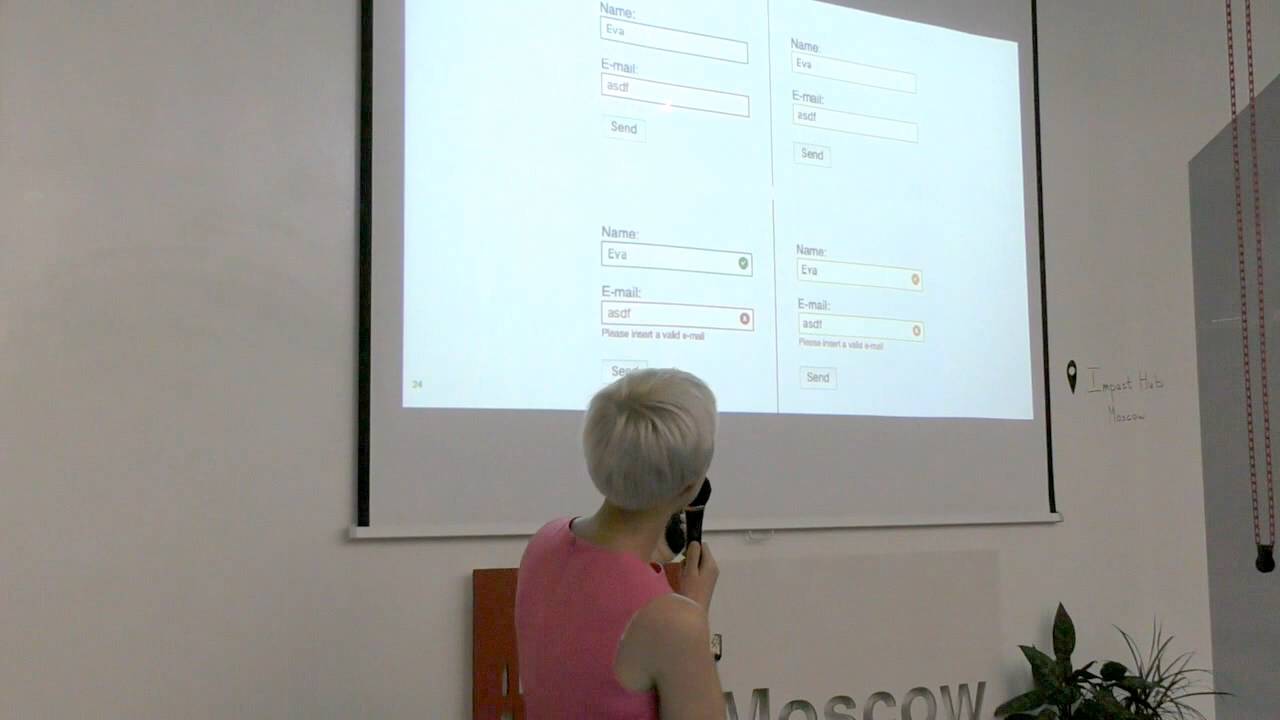 Name:
Eva
E-mail:
asdf
Send
Name:
Eva
E-mail:
asdf
Send
Name:
Eva
E-mail:
asdf
Please insert a valid e-mail
Send
Name:
Eva
E-mail:
asdf
Please insert a valid e-mail
Send
24
Impact Hub
Moscow
Moscow